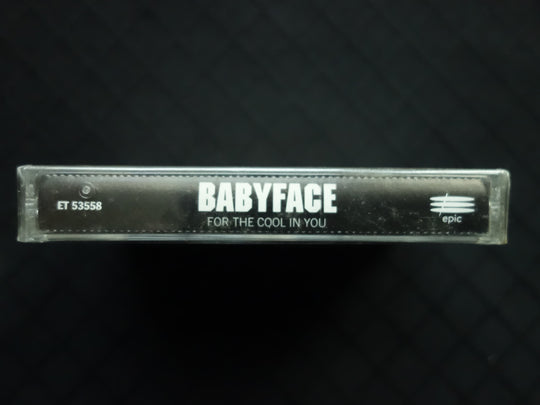 ET 53558
BABYFACE
FOR THE COOL IN YOU
epic